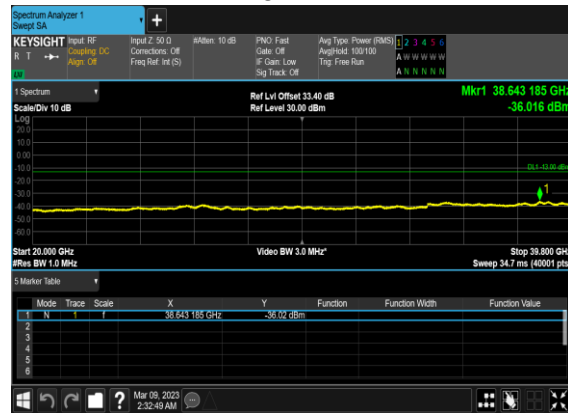 Spectrum Analyzer 1
Swept SA
+
KEYSIGHT Input: RF Input Z: 50 Ω #Atten: 10 dB PNO: Fast Avg Type: Power (RMS) 1 2 3 4 5 6
R T Coupling: DC Corrections: Off Gate: Off Avg|Hold: 100/100 A W W W W W
Align: Off Freq Ref: Int (S) IF Gain: Low Trig: Free Run
LXI Sig Track: Off A N N N N N
1 Spectrum Ref Lvl Offset 33.40 dB Mkr1 38.643 185 GHz
Scale/Div 10 dB Ref Level 30.00 dBm -36.016 dBm
Log
20.0
10.0
0.00
-10.0 DL1 -13.00 dBm
-20.0
-30.0 1
-40.0
-50.0
-60.0
Start 20.000 GHz Video BW 3.0 MHz* Stop 39.800 GHz
#Res BW 1.0 MHz Sweep 34.7 ms (40001 pts)
5 Marker Table
Mode Trace Scale X Y Function Function Width Function Value
1 N 1 f 38.643 185 GHz -36.02 dBm
2
3
4
5
6
? Mar 09, 2023
2:32:49 AM